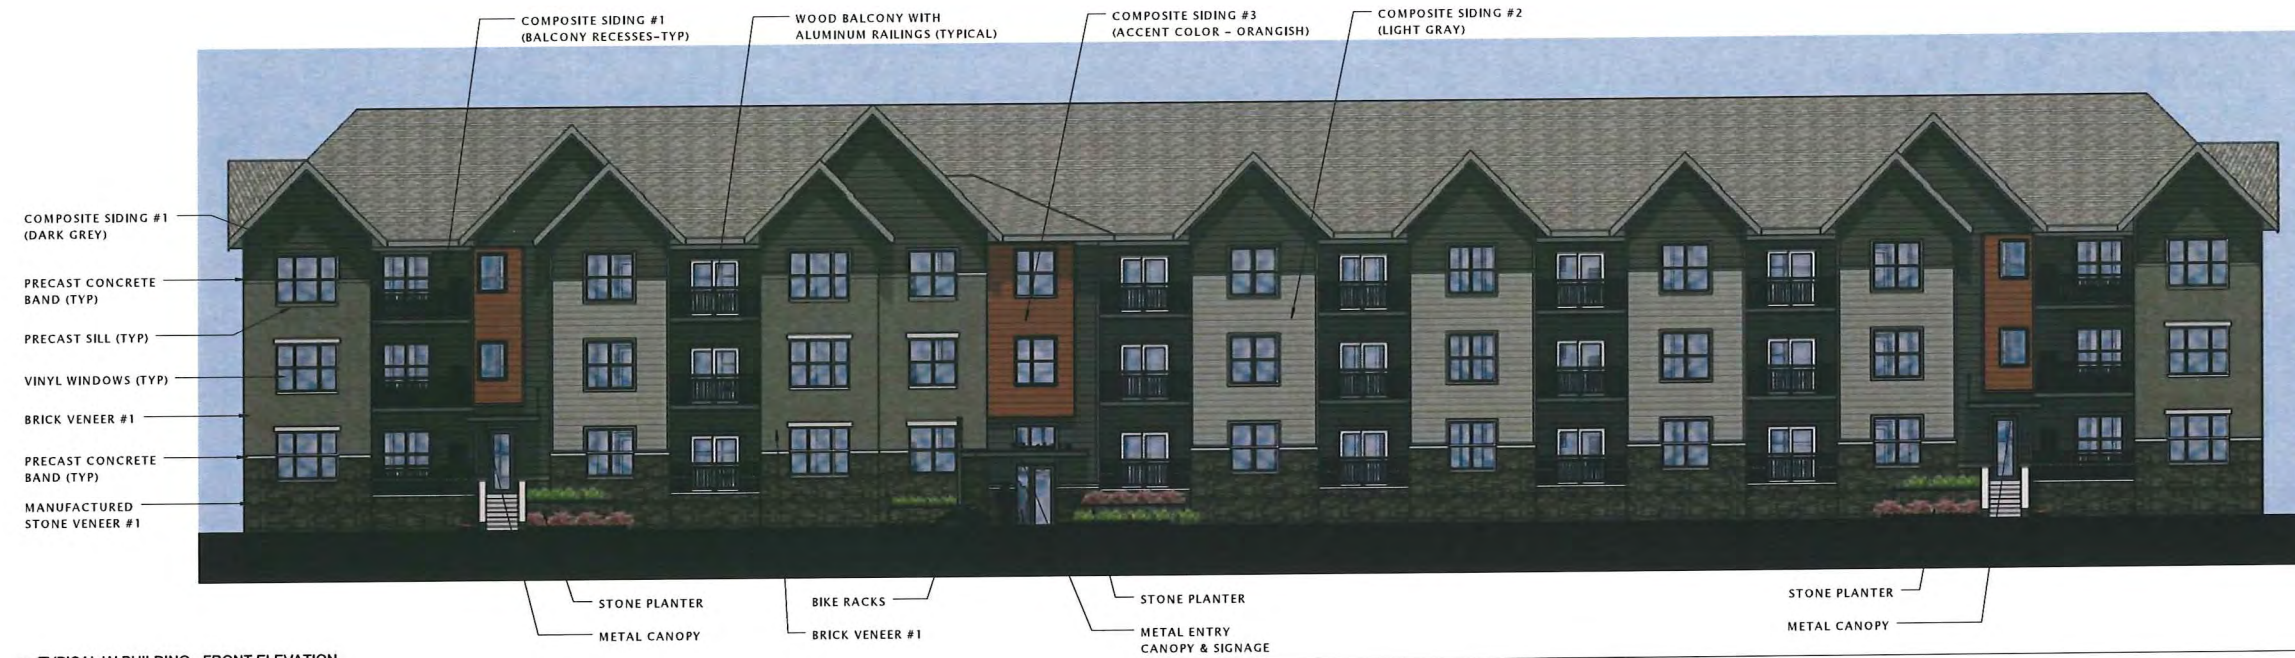 COMPOSITE SIDING #1
(BALCONY RECESSES-TYP)
WOOD BALCONY WITH
ALUMINUM RAILINGS (TYPICAL)
COMPOSITE SIDING #3
(ACCENT COLOR - ORANGISH)
COMPOSITE SIDING #2
(LIGHT GRAY)
COMPOSITE SIDING #1
(DARK GREY)
PRECAST CONCRETE
BAND (TYP)
PRECAST SILL (TYP)
VINYL WINDOWS (TYP)
BRICK VENEER #1
PRECAST CONCRETE
BAND (TYP)
MANUFACTURED
STONE VENEER #1
STONE PLANTER
METAL CANOPY
BIKE RACKS
BRICK VENEER #1
STONE PLANTER
METAL ENTRY
CANOPY & SIGNAGE
STONE PLANTER
METAL CANOPY
BUILDING - FRONT ELEVATION